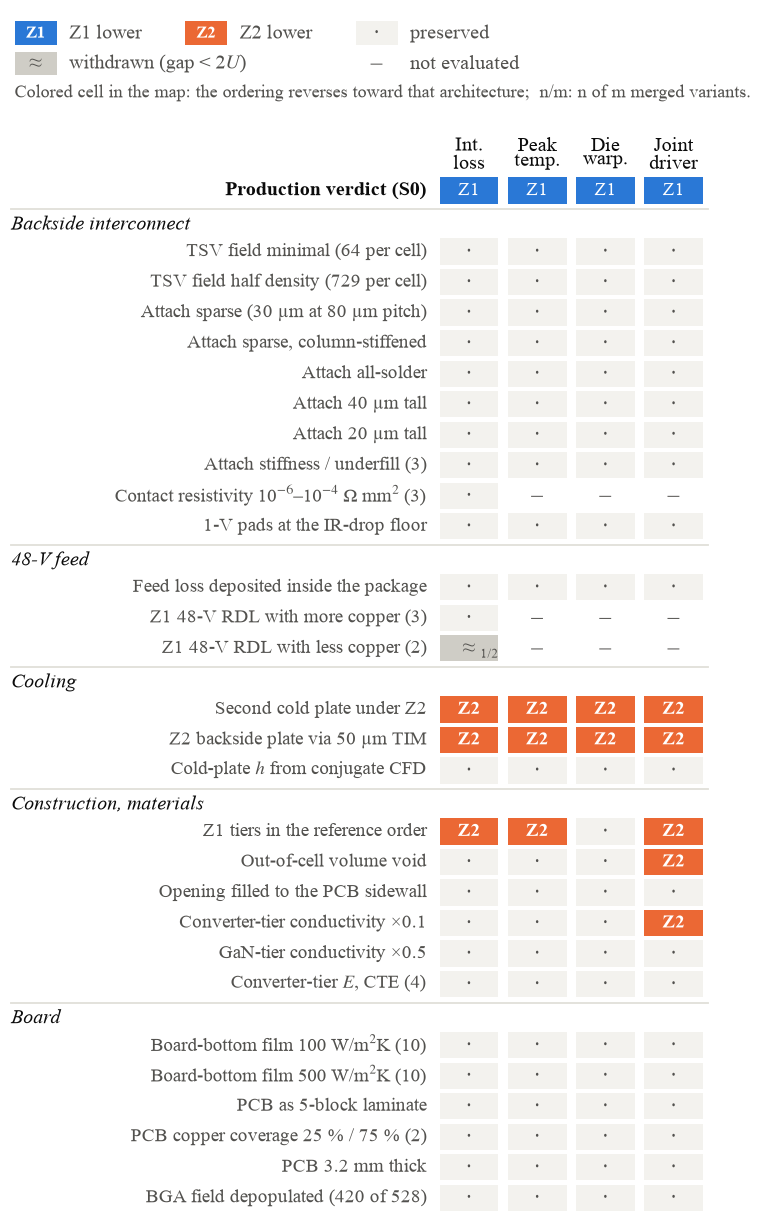 Z1 Z1 lower Z2 Z2 lower · preserved
≈ withdrawn (gap < 2U) – not evaluated
Colored cell in the map: the ordering reverses toward that architecture; n/m: n of m merged variants.
Int. loss Peak temp. Die warp. Joint driver
Production verdict (S0) Z1 Z1 Z1 Z1
Backside interconnect
TSV field minimal (64 per cell) · · · ·
TSV field half density (729 per cell) · · · ·
Attach sparse (30 µm at 80 µm pitch) · · · ·
Attach sparse, column-stiffened · · · ·
Attach all-solder · · · ·
Attach 40 µm tall · · · ·
Attach 20 µm tall · · · ·
Attach stiffness / underfill (3) · · · ·
Contact resistivity 10⁻⁶–10⁻⁴ Ω mm² (3) · – – –
1-V pads at the IR-drop floor · · · ·
48-V feed
Feed loss deposited inside the package · · · ·
Z1 48-V RDL with more copper (3) · – – –
Z1 48-V RDL with less copper (2) ≈ 1/2 – – –
Cooling
Second cold plate under Z2 Z2 Z2 Z2 Z2
Z2 backside plate via 50 µm TIM Z2 Z2 Z2 Z2
Cold-plate h from conjugate CFD · · · ·
Construction, materials
Z1 tiers in the reference order Z2 Z2 · Z2
Out-of-cell volume void · · · Z2
Opening filled to the PCB sidewall · · · ·
Converter-tier conductivity ×0.1 · · · Z2
GaN-tier conductivity ×0.5 · · · ·
Converter-tier E, CTE (4) · · · ·
Board
Board-bottom film 100 W/m²K (10) · · · ·
Board-bottom film 500 W/m²K (10) · · · ·
PCB as 5-block laminate · · · ·
PCB copper coverage 25 % / 75 % (2) · · · ·
PCB 3.2 mm thick · · · ·
BGA field depopulated (420 of 528) · · · ·